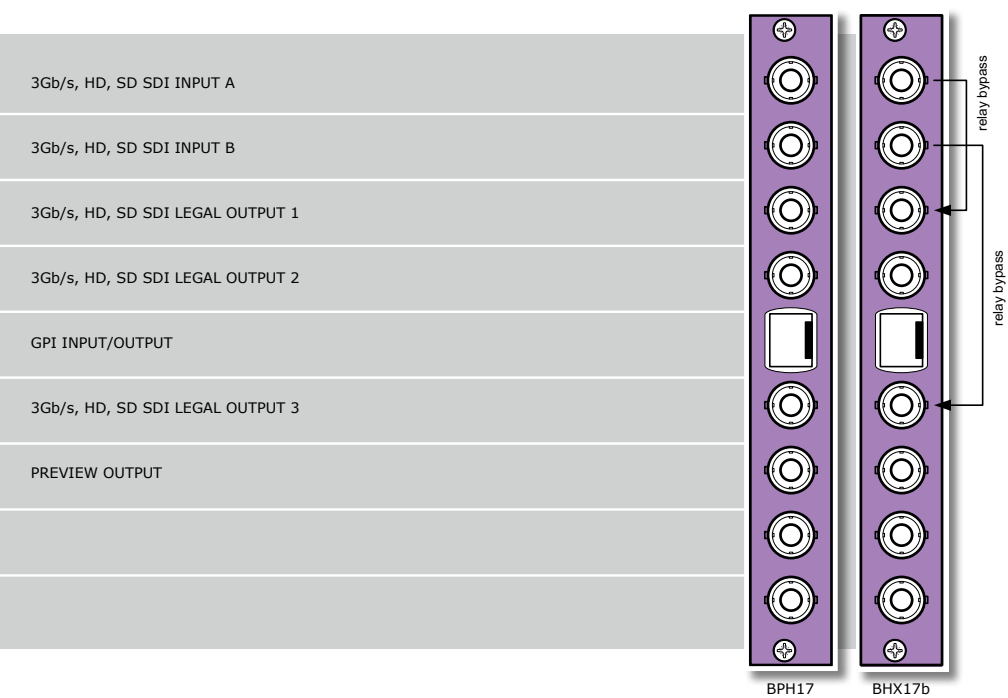 3Gb/s, HD, SD SDI INPUT A
relay bypass
3Gb/s, HD, SD SDI INPUT B
3Gb/s, HD, SD SDI LEGAL OUTPUT 1
3Gb/s, HD, SD SDI LEGAL OUTPUT 2
relay bypass
GPI INPUT/OUTPUT
3Gb/s, HD, SD SDI LEGAL OUTPUT 3
PREVIEW OUTPUT
BPH17
BHX17b